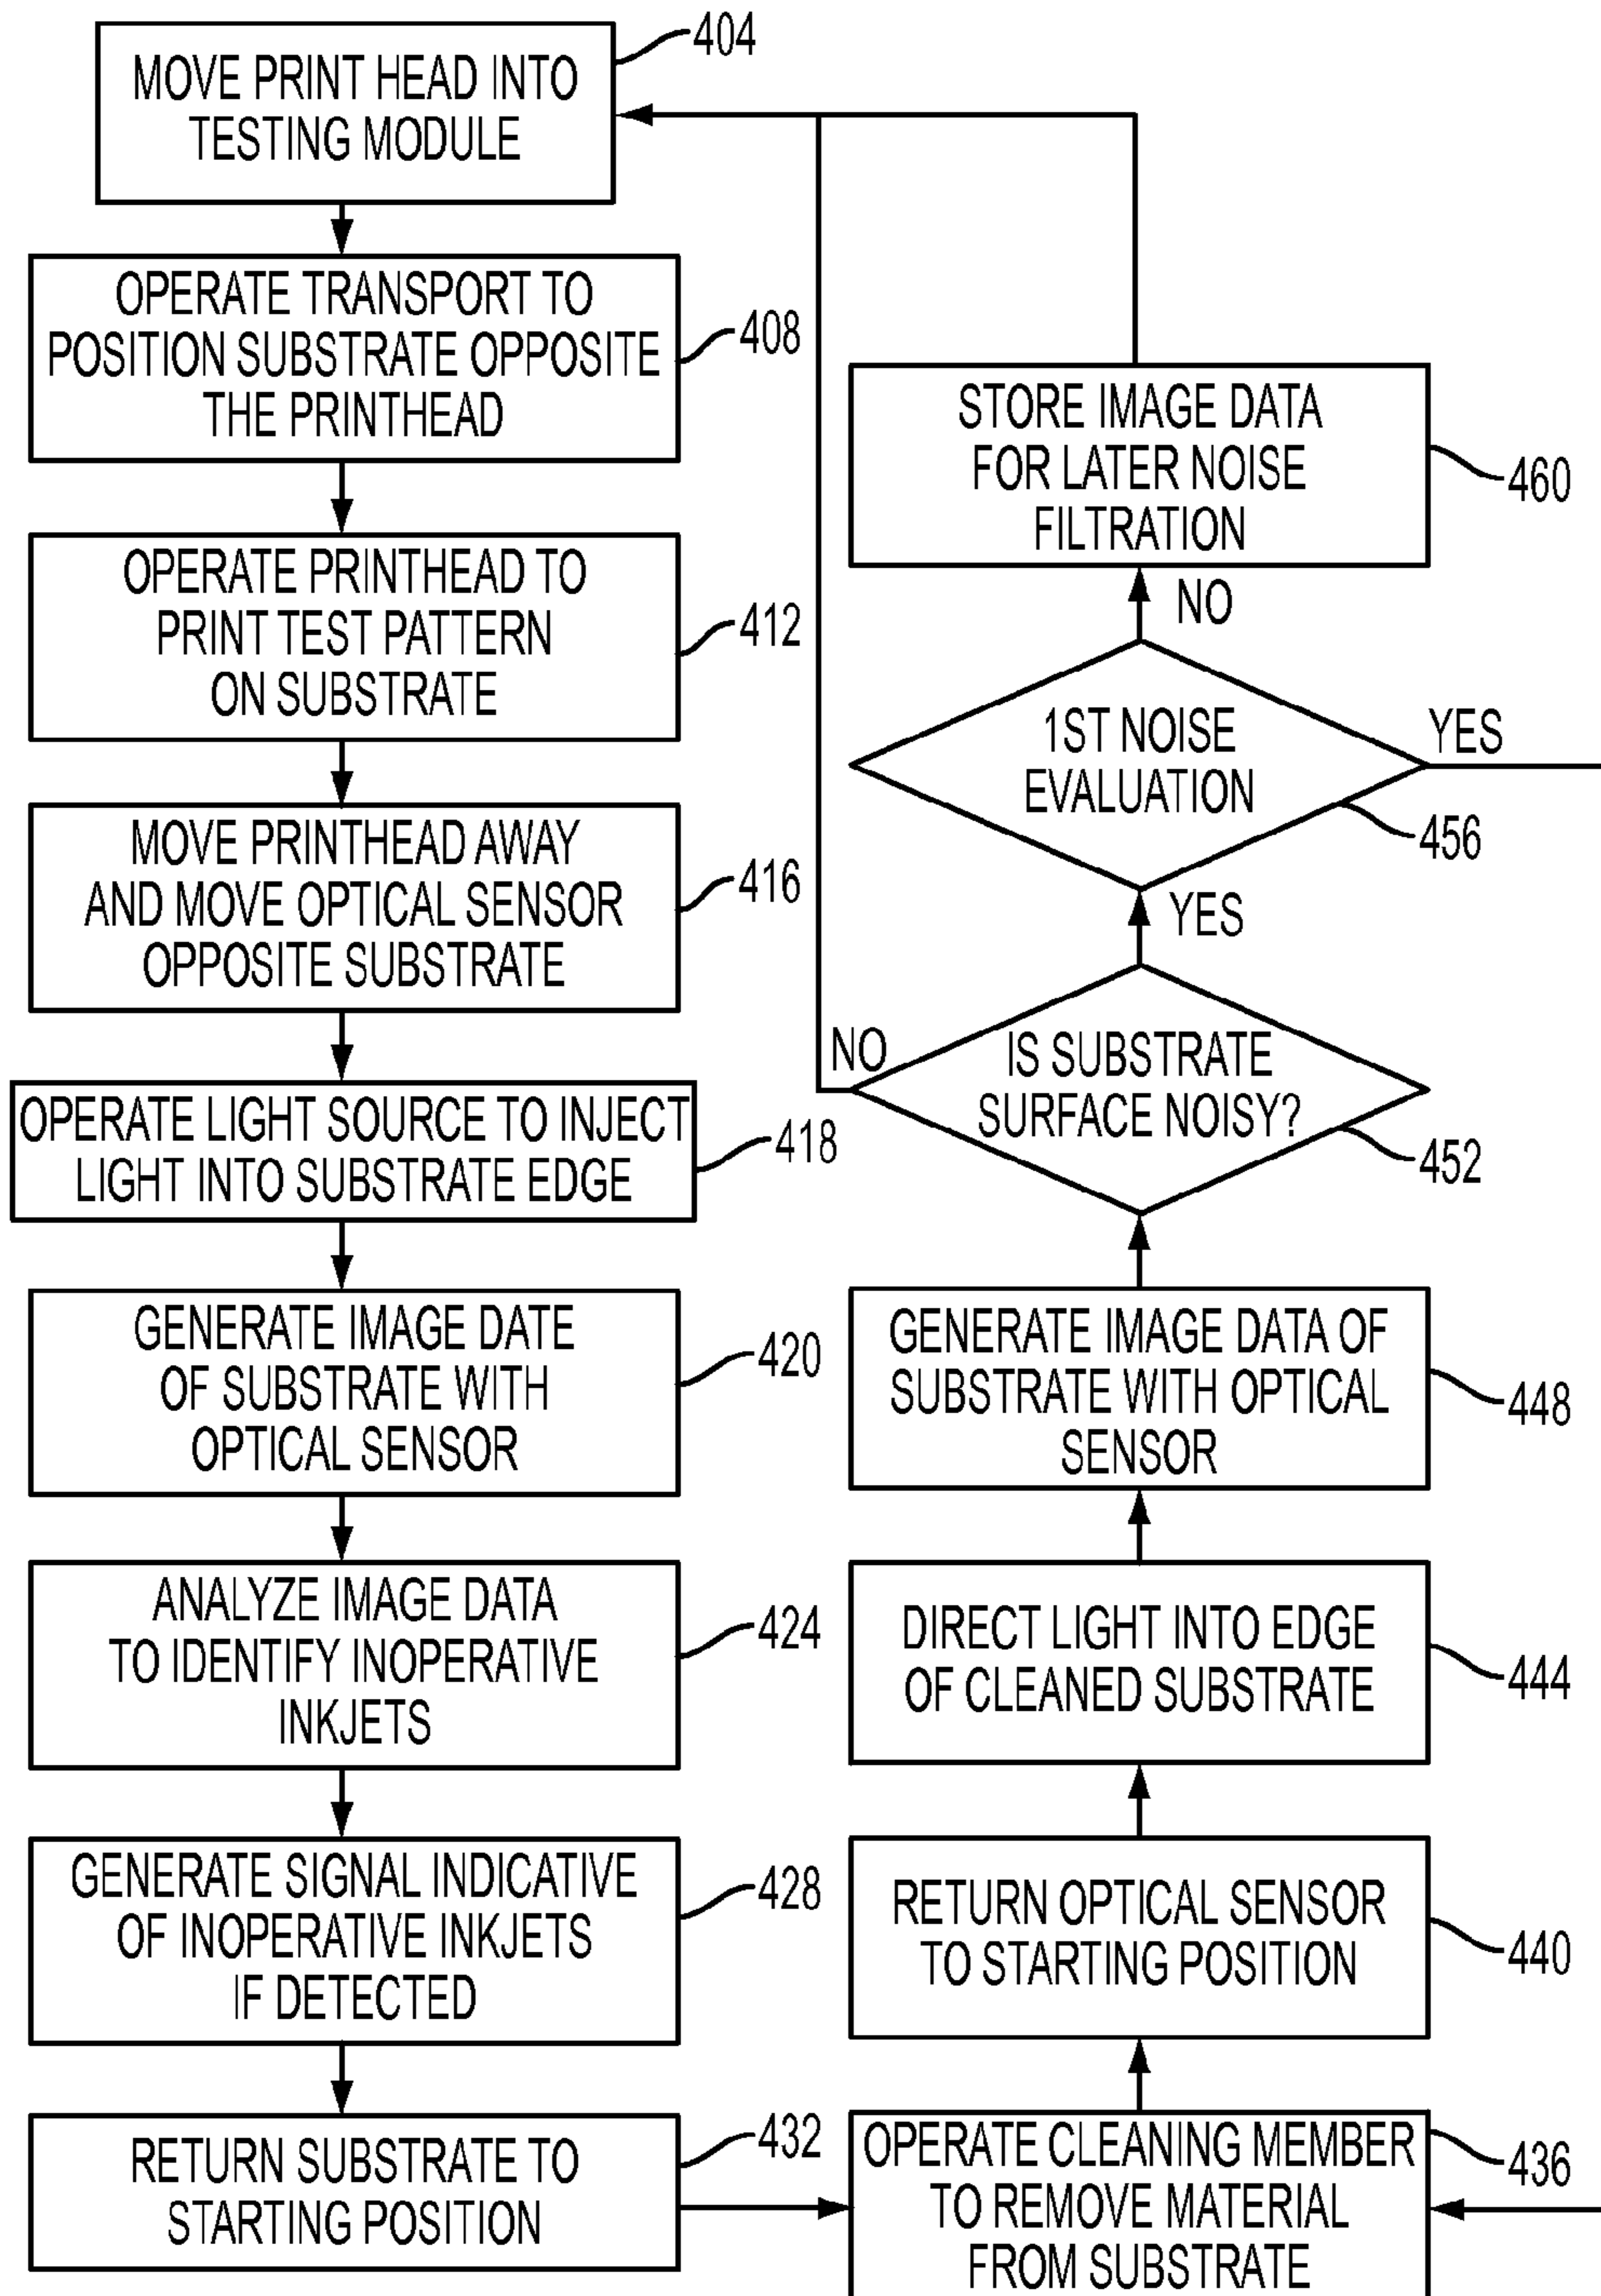 MOVE PRINT HEAD INTO
TESTING MODULE
404
OPERATE TRANSPORT TO
POSITION SUBSTRATE OPPOSITE
THE PRINTHEAD
408
OPERATE PRINTHEAD TO
PRINT TEST PATTERN
ON SUBSTRATE
412
MOVE PRINTHEAD AWAY
AND MOVE OPTICAL SENSOR
OPPOSITE SUBSTRATE
416
OPERATE LIGHT SOURCE TO INJECT
LIGHT INTO SUBSTRATE EDGE
418
GENERATE IMAGE DATE
OF SUBSTRATE WITH
OPTICAL SENSOR
420
ANALYZE IMAGE DATA
TO IDENTIFY INOPERATIVE
INKJETS
424
GENERATE SIGNAL INDICATIVE
OF INOPERATIVE INKJETS
IF DETECTED
428
RETURN SUBSTRATE TO
STARTING POSITION
432
OPERATE CLEANING MEMBER
TO REMOVE MATERIAL
FROM SUBSTRATE
436
RETURN OPTICAL SENSOR
TO STARTING POSITION
440
DIRECT LIGHT INTO EDGE
OF CLEANED SUBSTRATE
444
GENERATE IMAGE DATA OF
SUBSTRATE WITH OPTICAL
SENSOR
448
IS SUBSTRATE
SURFACE NOISY?
452
NO
YES
1ST NOISE
EVALUATION
456
YES
NO
STORE IMAGE DATA
FOR LATER NOISE
FILTRATION
460